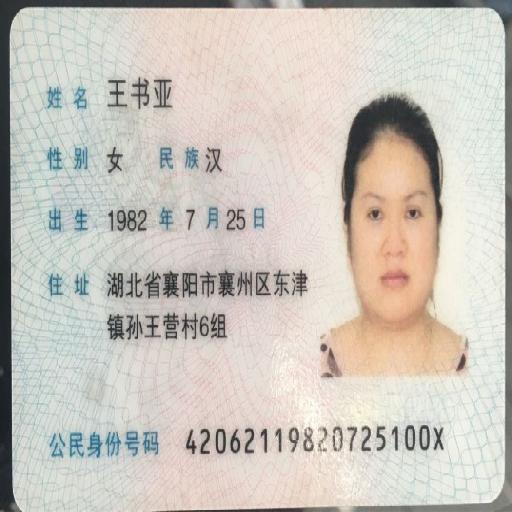 姓名 王书亚
性别 女 民族 汉
出生 1982 年 7 月 25 日
住址 湖北省襄阳市襄州区东津
镇孙王营村6组
公民身份号码 42062119820725100X